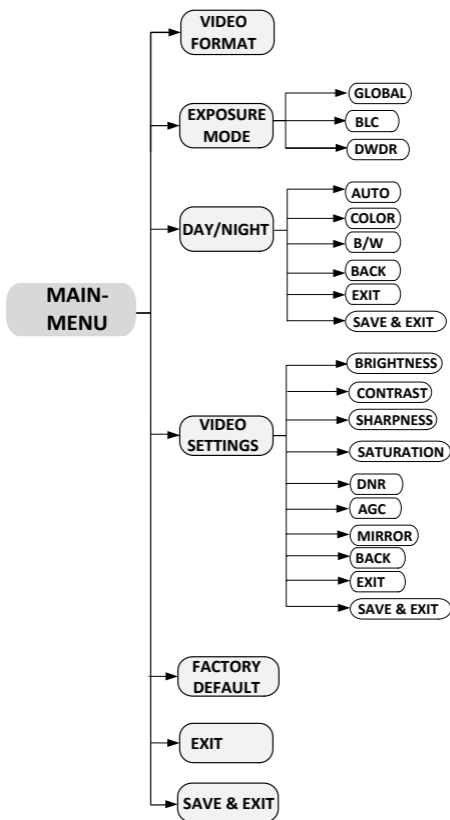 MAIN-
MENU
VIDEO
FORMAT
EXPOSURE
MODE
GLOBAL
BLC
DWDR
DAY/NIGHT
AUTO
COLOR
B/W
BACK
EXIT
SAVE & EXIT
VIDEO
SETTINGS
BRIGHTNESS
CONTRAST
SHARPNESS
SATURATION
DNR
AGC
MIRROR
BACK
EXIT
SAVE & EXIT
FACTORY
DEFAULT
EXIT
SAVE & EXIT